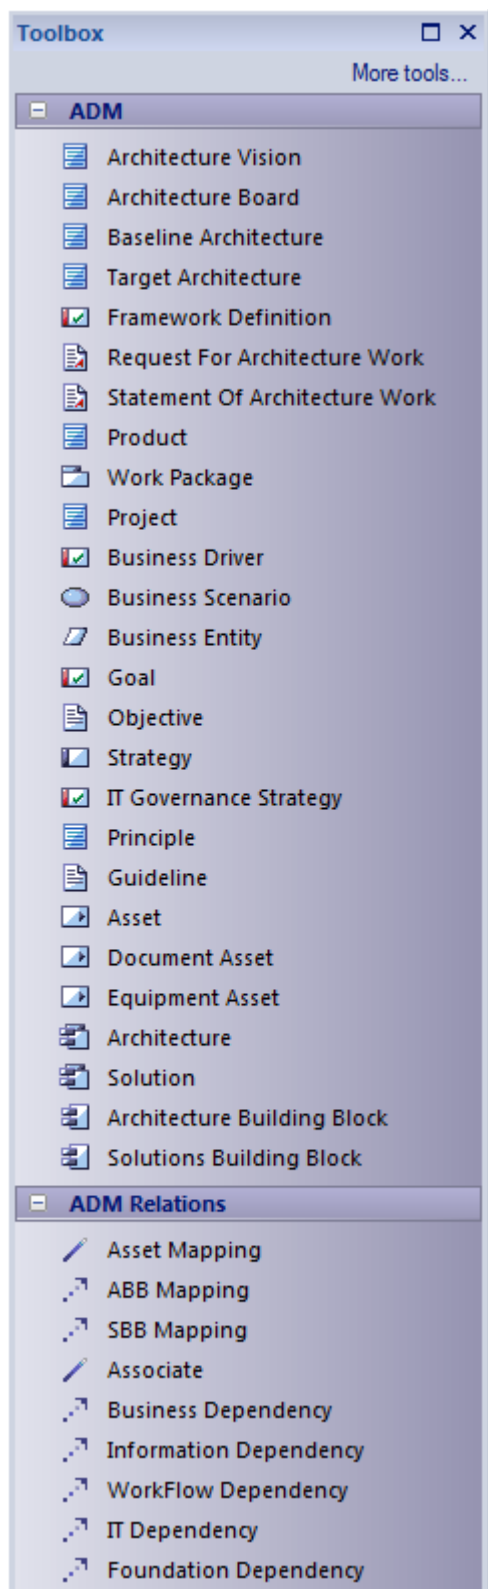 Toolbox
More tools...
ADM
Architecture Vision
Architecture Board
Baseline Architecture
Target Architecture
Framework Definition
Request For Architecture Work
Statement Of Architecture Work
Product
Work Package
Project
Business Driver
Business Scenario
Business Entity
Goal
Objective
Strategy
IT Governance Strategy
Principle
Guideline
Asset
Document Asset
Equipment Asset
Architecture
Solution
Architecture Building Block
Solutions Building Block
ADM Relations
Asset Mapping
ABB Mapping
SBB Mapping
Associate
Business Dependency
Information Dependency
WorkFlow Dependency
IT Dependency
Foundation Dependency